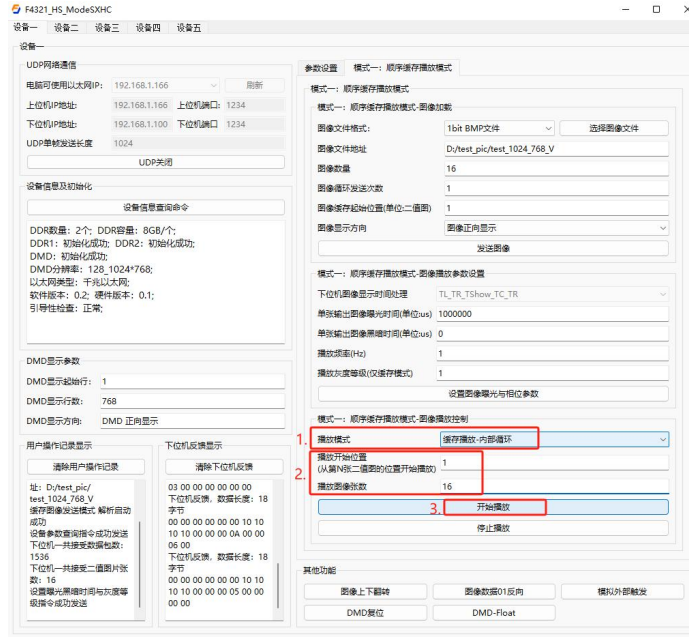 F4321_HS_ModeSXHC
设备一 设备二 设备三 设备四 设备五
设备一
UDP网络通信
电脑可使用以太网IP: 192.168.1.166 刷新
上位机IP地址: 192.168.1.166 上位机端口: 1234
下位机IP地址: 192.168.1.100 下位机端口 1234
UDP单帧发送长度 1024
UDP关闭
设备信息及初始化
设备信息查询命令
DDR数量: 2个; DDR容量: 8GB/个;
DDR1: 初始化成功; DDR2: 初始化成功;
DMD: 初始化成功;
DMD分辨率: 128_1024*768;
以太网类型: 千兆以太网;
软件版本: 0.2; 硬件版本: 0.1;
引导性检查: 正常;
DMD显示参数
DMD显示起始行: 1
DMD显示行数: 768
DMD显示方向: DMD 正向显示
用户操作记录显示
清除用户操作记录
址: D:/test_pic/
test_1024_768_V
缓存图像发送模式 解析启动
成功
设备参数查询指令成功发送
下位机一共接受数据包数:
1536
下位机一共接受二值图片张
数: 16
设置曝光黑暗时间与灰度等
级指令成功发送
下位机反馈显示
清除下位机反馈
03 00 00 00 00 00 00
下位机反馈, 数据长度: 18
字节
00 00 00 00 00 00 10 10
10 10 00 00 00 0A 00 00
06 00
下位机反馈, 数据长度: 18
字节
00 00 00 00 00 00 10 10
10 10 00 00 00 05 00 00
00 00
参数设置 模式一: 顺序缓存播放模式
模式一: 顺序缓存播放模式
模式一: 顺序缓存播放模式-图像加载
图像文件格式: 1bit BMP文件 选择图像文件
图像文件地址 D:/test_pic/test_1024_768_V
图像数量 16
图像循环发送次数 1
图像缓存起始位置(单位:二值图) 1
图像显示方向 图像正向显示
发送图像
模式一: 顺序缓存播放模式-图像播放参数设置
下位机图像显示时间处理 TL_TR_TShow_TC_TR
单张输出图像曝光时间(单位:us) 1000000
单张输出图像黑暗时间(单位:us) 0
播放频率(Hz) 1
播放灰度等级(仅缓存模式) 1
设置图像曝光与相位参数
模式一: 顺序缓存播放模式-图像播放控制
1. 播放模式 缓存播放-内部循环
播放开始位置
2. (从第N张二值图的位置开始播放) 1
播放图像张数 16
3. 开始播放
停止播放
其他功能
图像上下翻转 图像数据01反向 模拟外部触发
DMD复位 DMD-Float